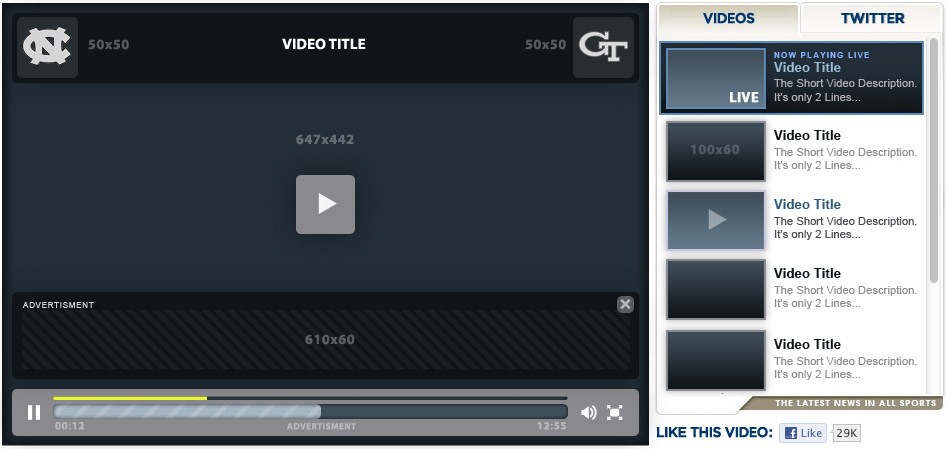 NC
50x50
VIDEO TITLE
50x50
GT
647x442
ADVERTISMENT
610x60
00:12
ADVERTISMENT
12:55
VIDEOS
TWITTER
LIVE
NOW PLAYING LIVE
Video Title
The Short Video Description.
It's only 2 Lines...
100x60
Video Title
The Short Video Description.
It's only 2 Lines...
Video Title
The Short Video Description.
It's only 2 Lines...
Video Title
The Short Video Description.
It's only 2 Lines...
Video Title
The Short Video Description.
It's only 2 Lines...
THE LATEST NEWS IN ALL SPORTS
LIKE THIS VIDEO:
f Like
29K